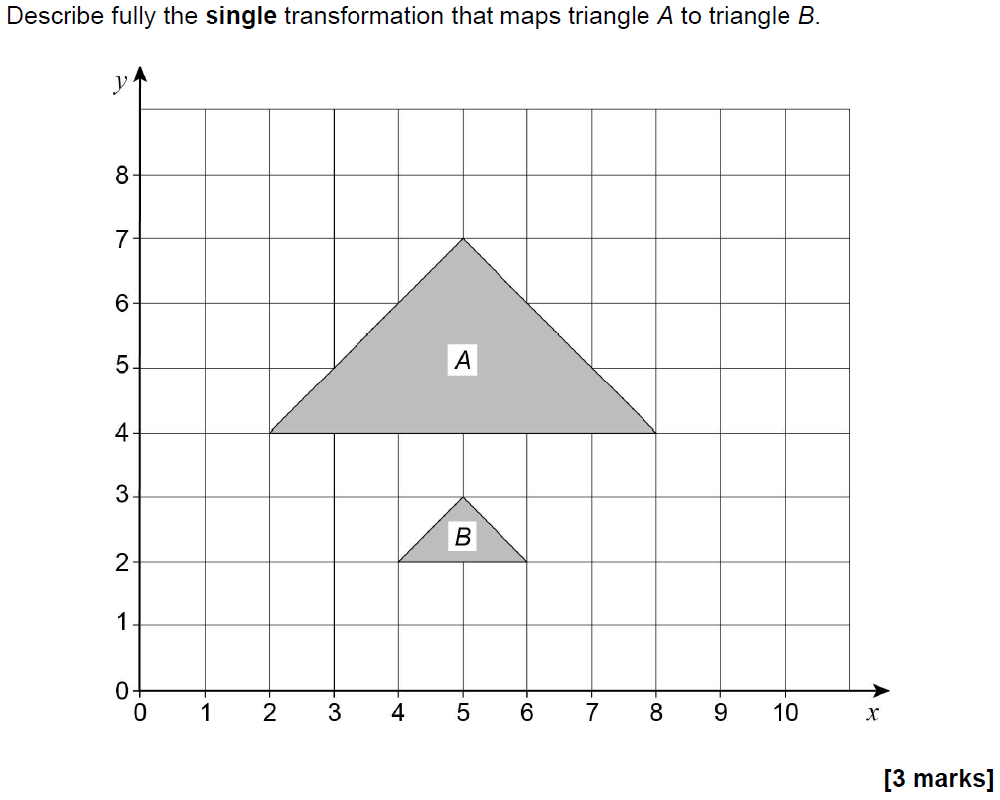 Describe fully the single transformation that maps triangle A to triangle B.
y
8
7
6
5
4
3
2
1
0
A
B
0 1 2 3 4 5 6 7 8 9 10 x
[3 marks]